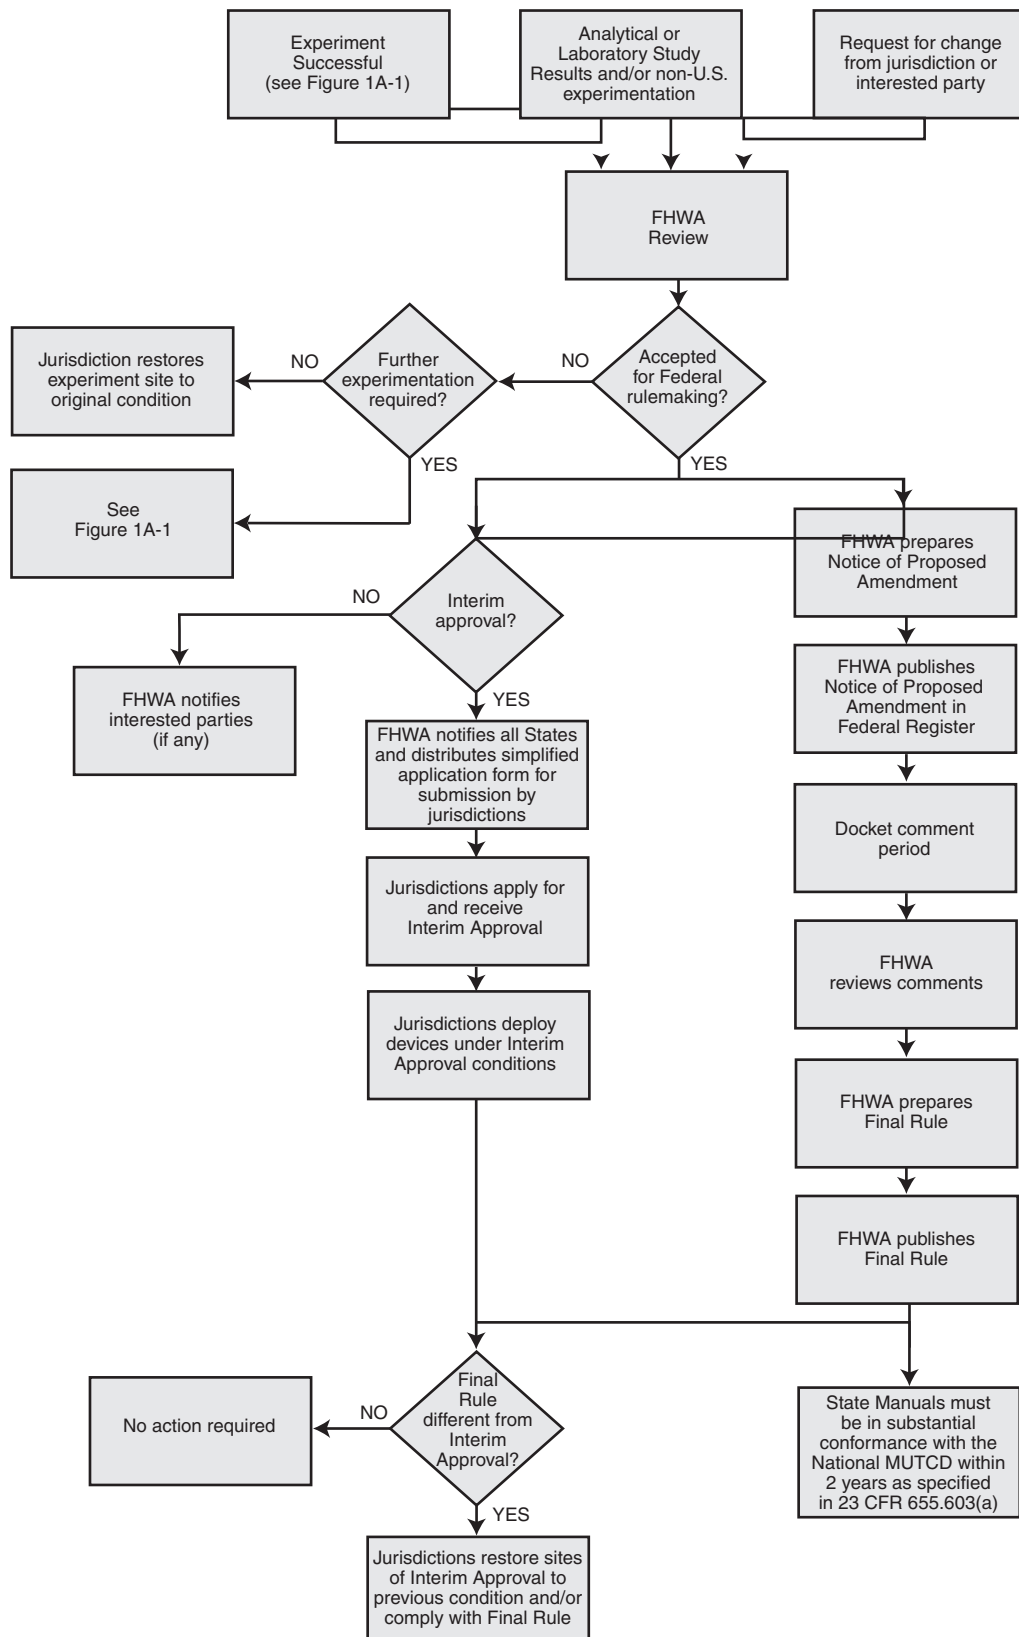 Experiment
Successful
(see Figure 1A-1)
Analytical or
Laboratory Study
Results and/or non-U.S.
experimentation
Request for change
from jurisdiction or
interested party
FHWA
Review
Accepted
for Federal
rulemaking?
NO
Further
experimentation
required?
NO
Jurisdiction restores
experiment site to
original condition
YES
See
Figure 1A-1
YES
Interim
approval?
NO
FHWA notifies
interested parties
(if any)
YES
FHWA notifies all States
and distributes simplified
application form for
submission by
jurisdictions
Jurisdictions apply for
and receive
Interim Approval
Jurisdictions deploy
devices under Interim
Approval conditions
FHWA prepares
Notice of Proposed
Amendment
FHWA publishes
Notice of Proposed
Amendment in
Federal Register
Docket comment
period
FHWA
reviews comments
FHWA prepares
Final Rule
FHWA publishes
Final Rule
Final
Rule
different from
Interim
Approval?
NO
No action required
YES
Jurisdictions restore sites
of Interim Approval to
previous condition and/or
comply with Final Rule
State Manuals must
be in substantial
conformance with the
National MUTCD within
2 years as specified
in 23 CFR 655.603(a)